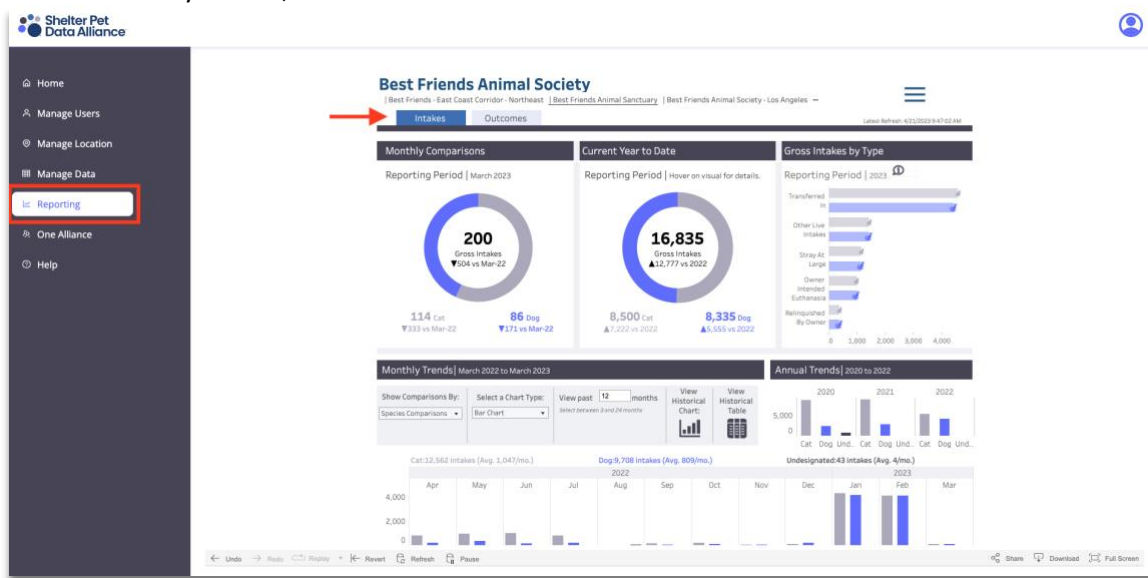 Shelter Pet
Data Alliance
Home
Manage Users
Manage Location
Manage Data
Reporting
One Alliance
Help
Best Friends Animal Society
| Best Friends - East Coast Corridor - Northeast | Best Friends Animal Sanctuary | Best Friends Animal Society - Los Angeles
Intakes Outcomes
Latest Refresh: 4/21/2023 9:47:02 AM
Monthly Comparisons
Reporting Period | March 2023
200
Gross Intakes
▼504 vs Mar-22
114 Cat 86 Dog
▼333 vs Mar-22 ▼171 vs Mar-22
Current Year to Date
Reporting Period | Hover on visual for details.
16,835
Gross Intakes
▲12,777 vs 2022
8,500 Cat 8,335 Dog
▲7,222 vs 2022 ▲5,555 vs 2022
Gross Intakes by Type
Reporting Period | 2023
Transferred
In
Other Live
Intakes
Stray At
Large
Owner
Intended
Euthanasia
Relinquished
By Owner
0 1,000 2,000 3,000 4,000
Monthly Trends| March 2022 to March 2023
Show Comparisons By:
Species Comparisons
Select a Chart Type:
Bar Chart
View past 12 months
Select between 3 and 24 months
View
Historical
Chart:
View
Historical
Table
Annual Trends| 2020 to 2022
2020 2021 2022
5,000
0
Cat Dog Und.. Cat Dog Und.. Cat Dog Und..
Cat:12,562 intakes (Avg. 1,047/mo.) Dog:9,708 intakes (Avg. 809/mo.) Undesignated:43 intakes (Avg. 4/mo.)
2022 2023
Apr May Jun Jul Aug Sep Oct Nov Dec Jan Feb Mar
4,000
2,000
0
Undo Redo Replay Revert Refresh Pause Share Download Full Screen